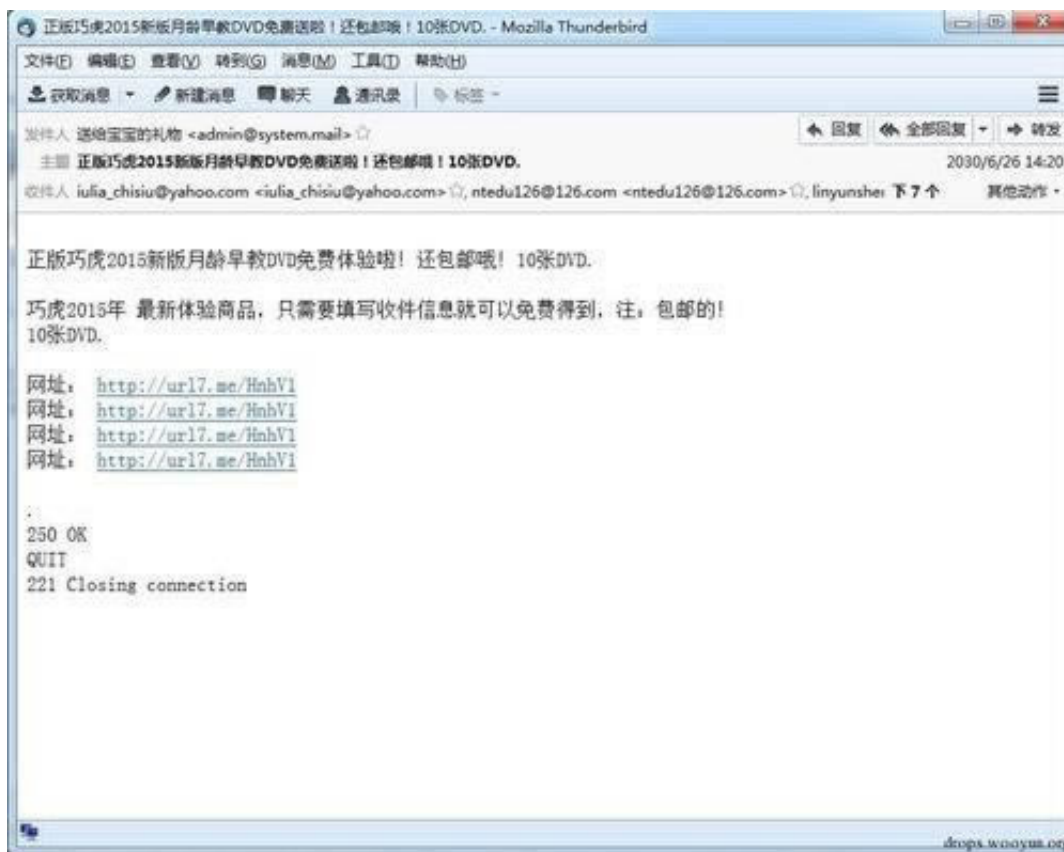 正版巧虎2015新版月龄早教DVD免费送啦！还包邮哦！10张DVD. - Mozilla Thunderbird
文件(F) 编辑(E) 查看(V) 转到(G) 消息(M) 工具(T) 帮助(H)
获取消息 新建消息 聊天 通讯录 标签
发件人 送给宝宝的礼物 <admin@system.mail> 回复 全部回复 转发
主题 正版巧虎2015新版月龄早教DVD免费送啦！还包邮哦！10张DVD. 2030/6/26 14:20
收件人 iulia_chisiu@yahoo.com <iulia_chisiu@yahoo.com>, ntedu126@126.com <ntedu126@126.com>, linyunshei 下 7 个 其他动作
正版巧虎2015新版月龄早教DVD免费体验啦! 还包邮哦! 10张DVD.
巧虎2015年 最新体验商品, 只需要填写收件信息就可以免费得到, 注: 包邮的!
10张DVD.
网址: http://url7.me/HnhV1
网址: http://url7.me/HnhV1
网址: http://url7.me/HnhV1
网址: http://url7.me/HnhV1
.
250 OK
QUIT
221 Closing connection
drops.wooyun.or